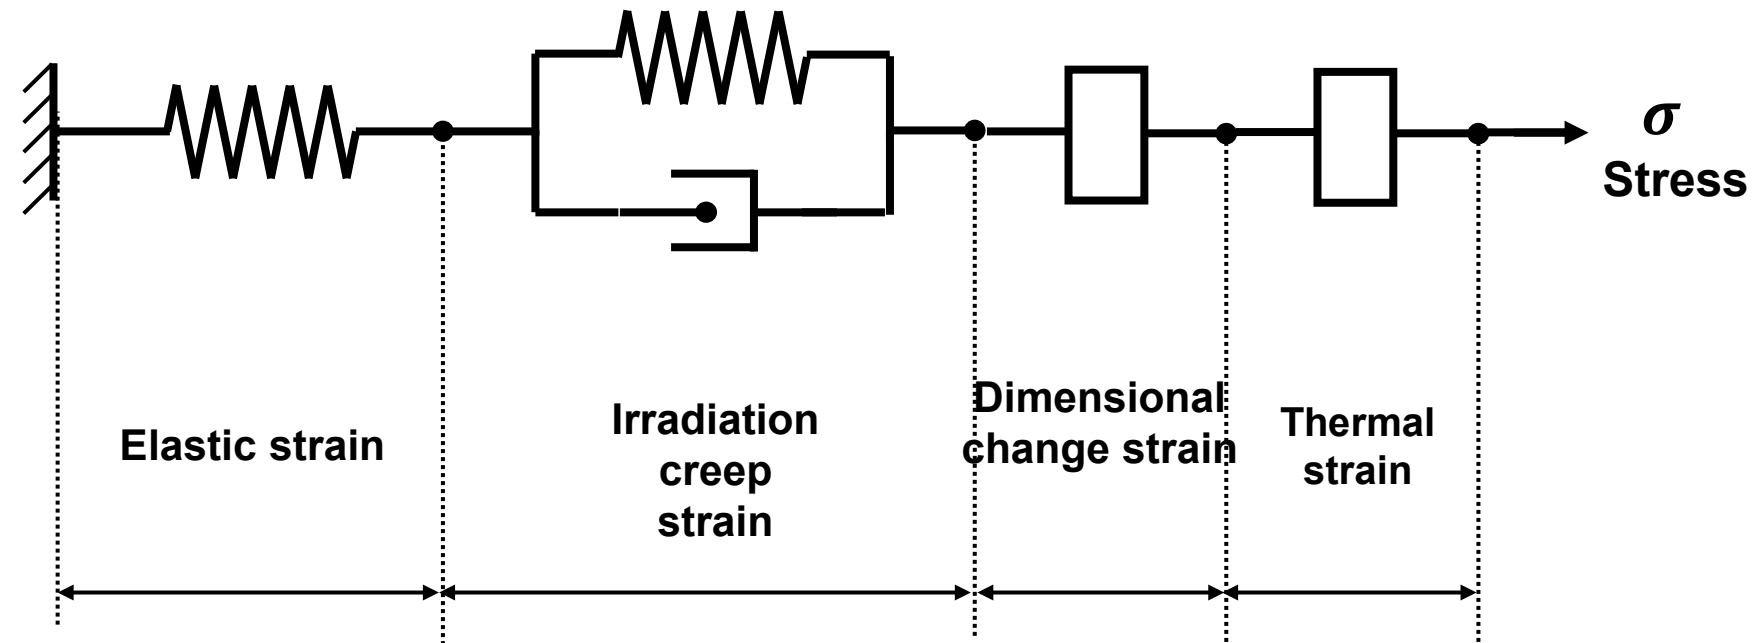 σ
Stress
Elastic strain
Irradiation
creep
strain
Dimensional
change strain
Thermal
strain